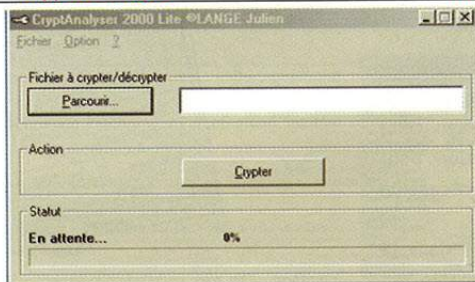 CryptAnalyser 2000 Lite ©LANGE Julien
Fichier Option ?
Fichier à crypter/décrypter
Parcourir...
Action
Crypter
Statut
En attente... 0%